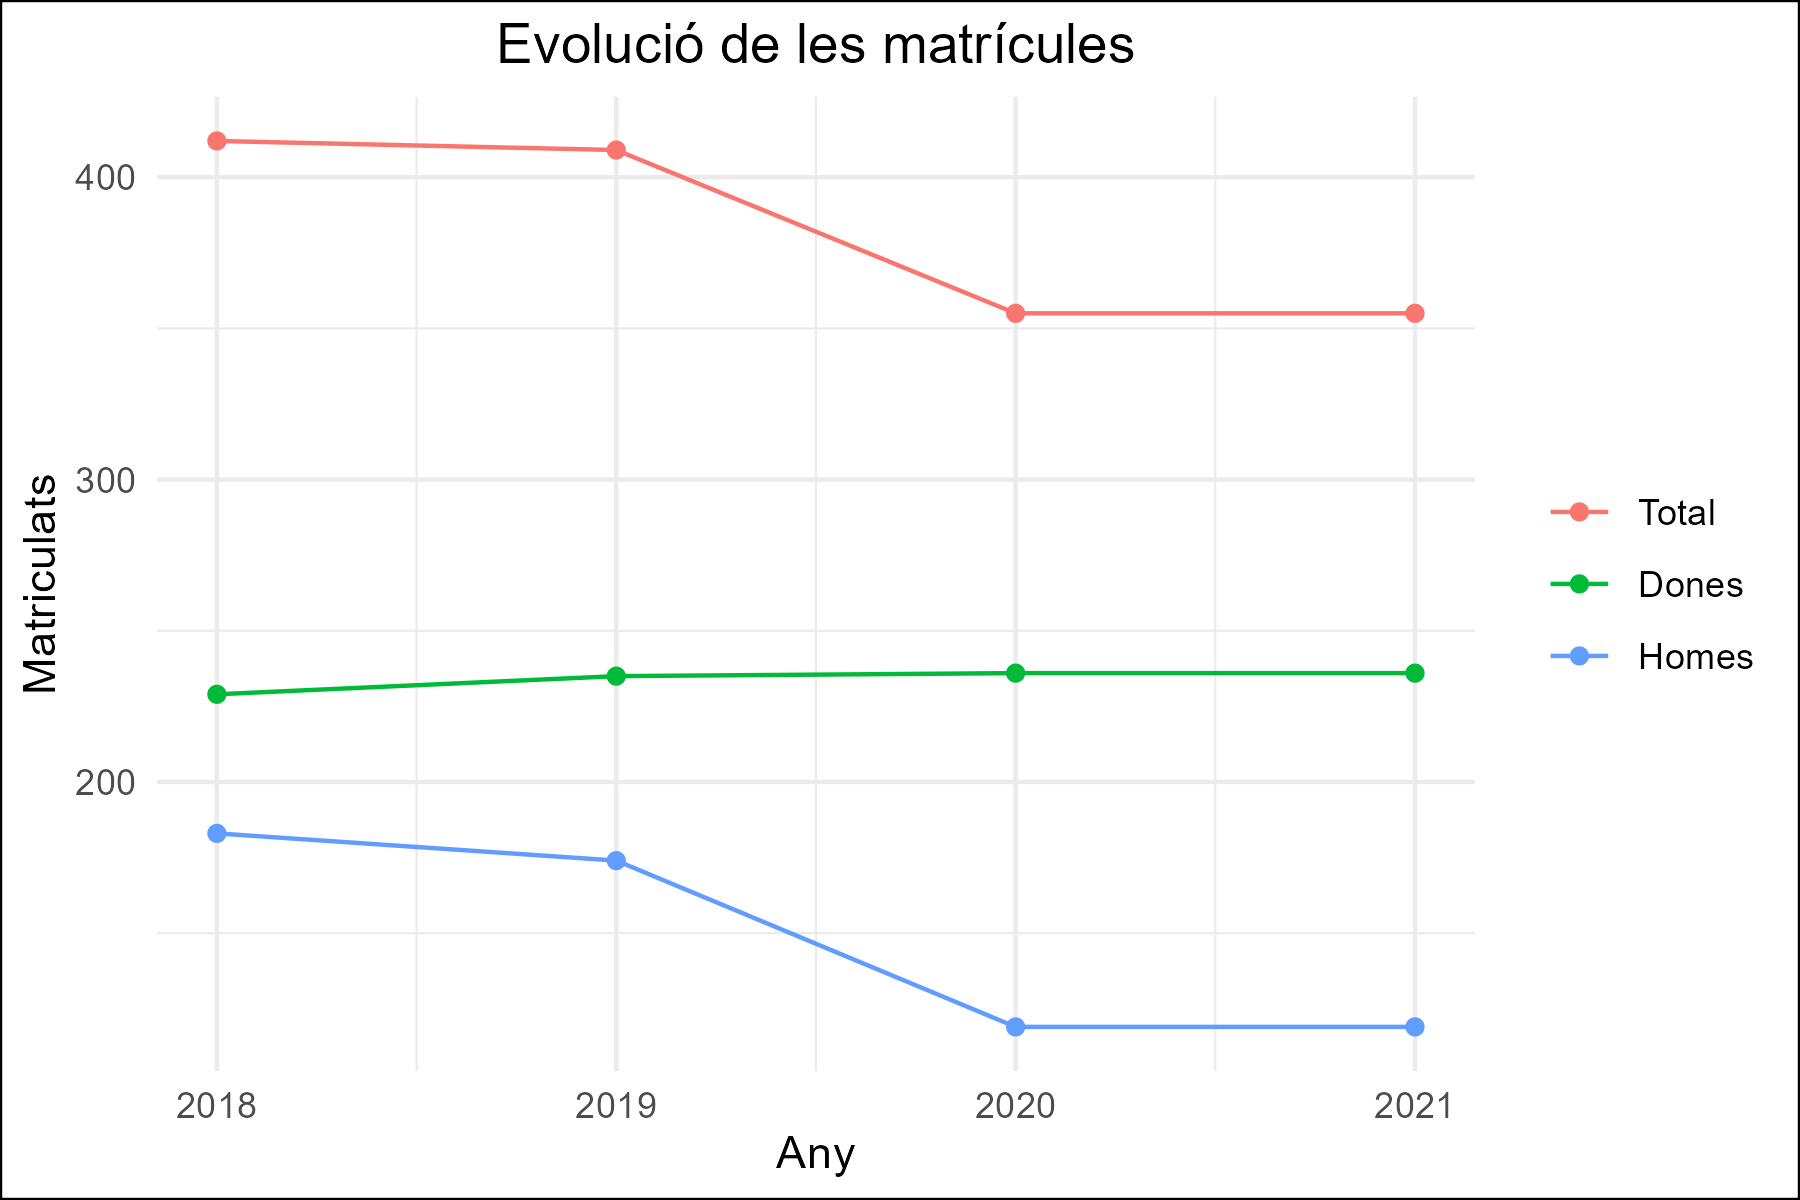 Evolució de les matrícules
400
300
200
Matriculats
2018
2019
2020
2021
Any
Total
Dones
Homes